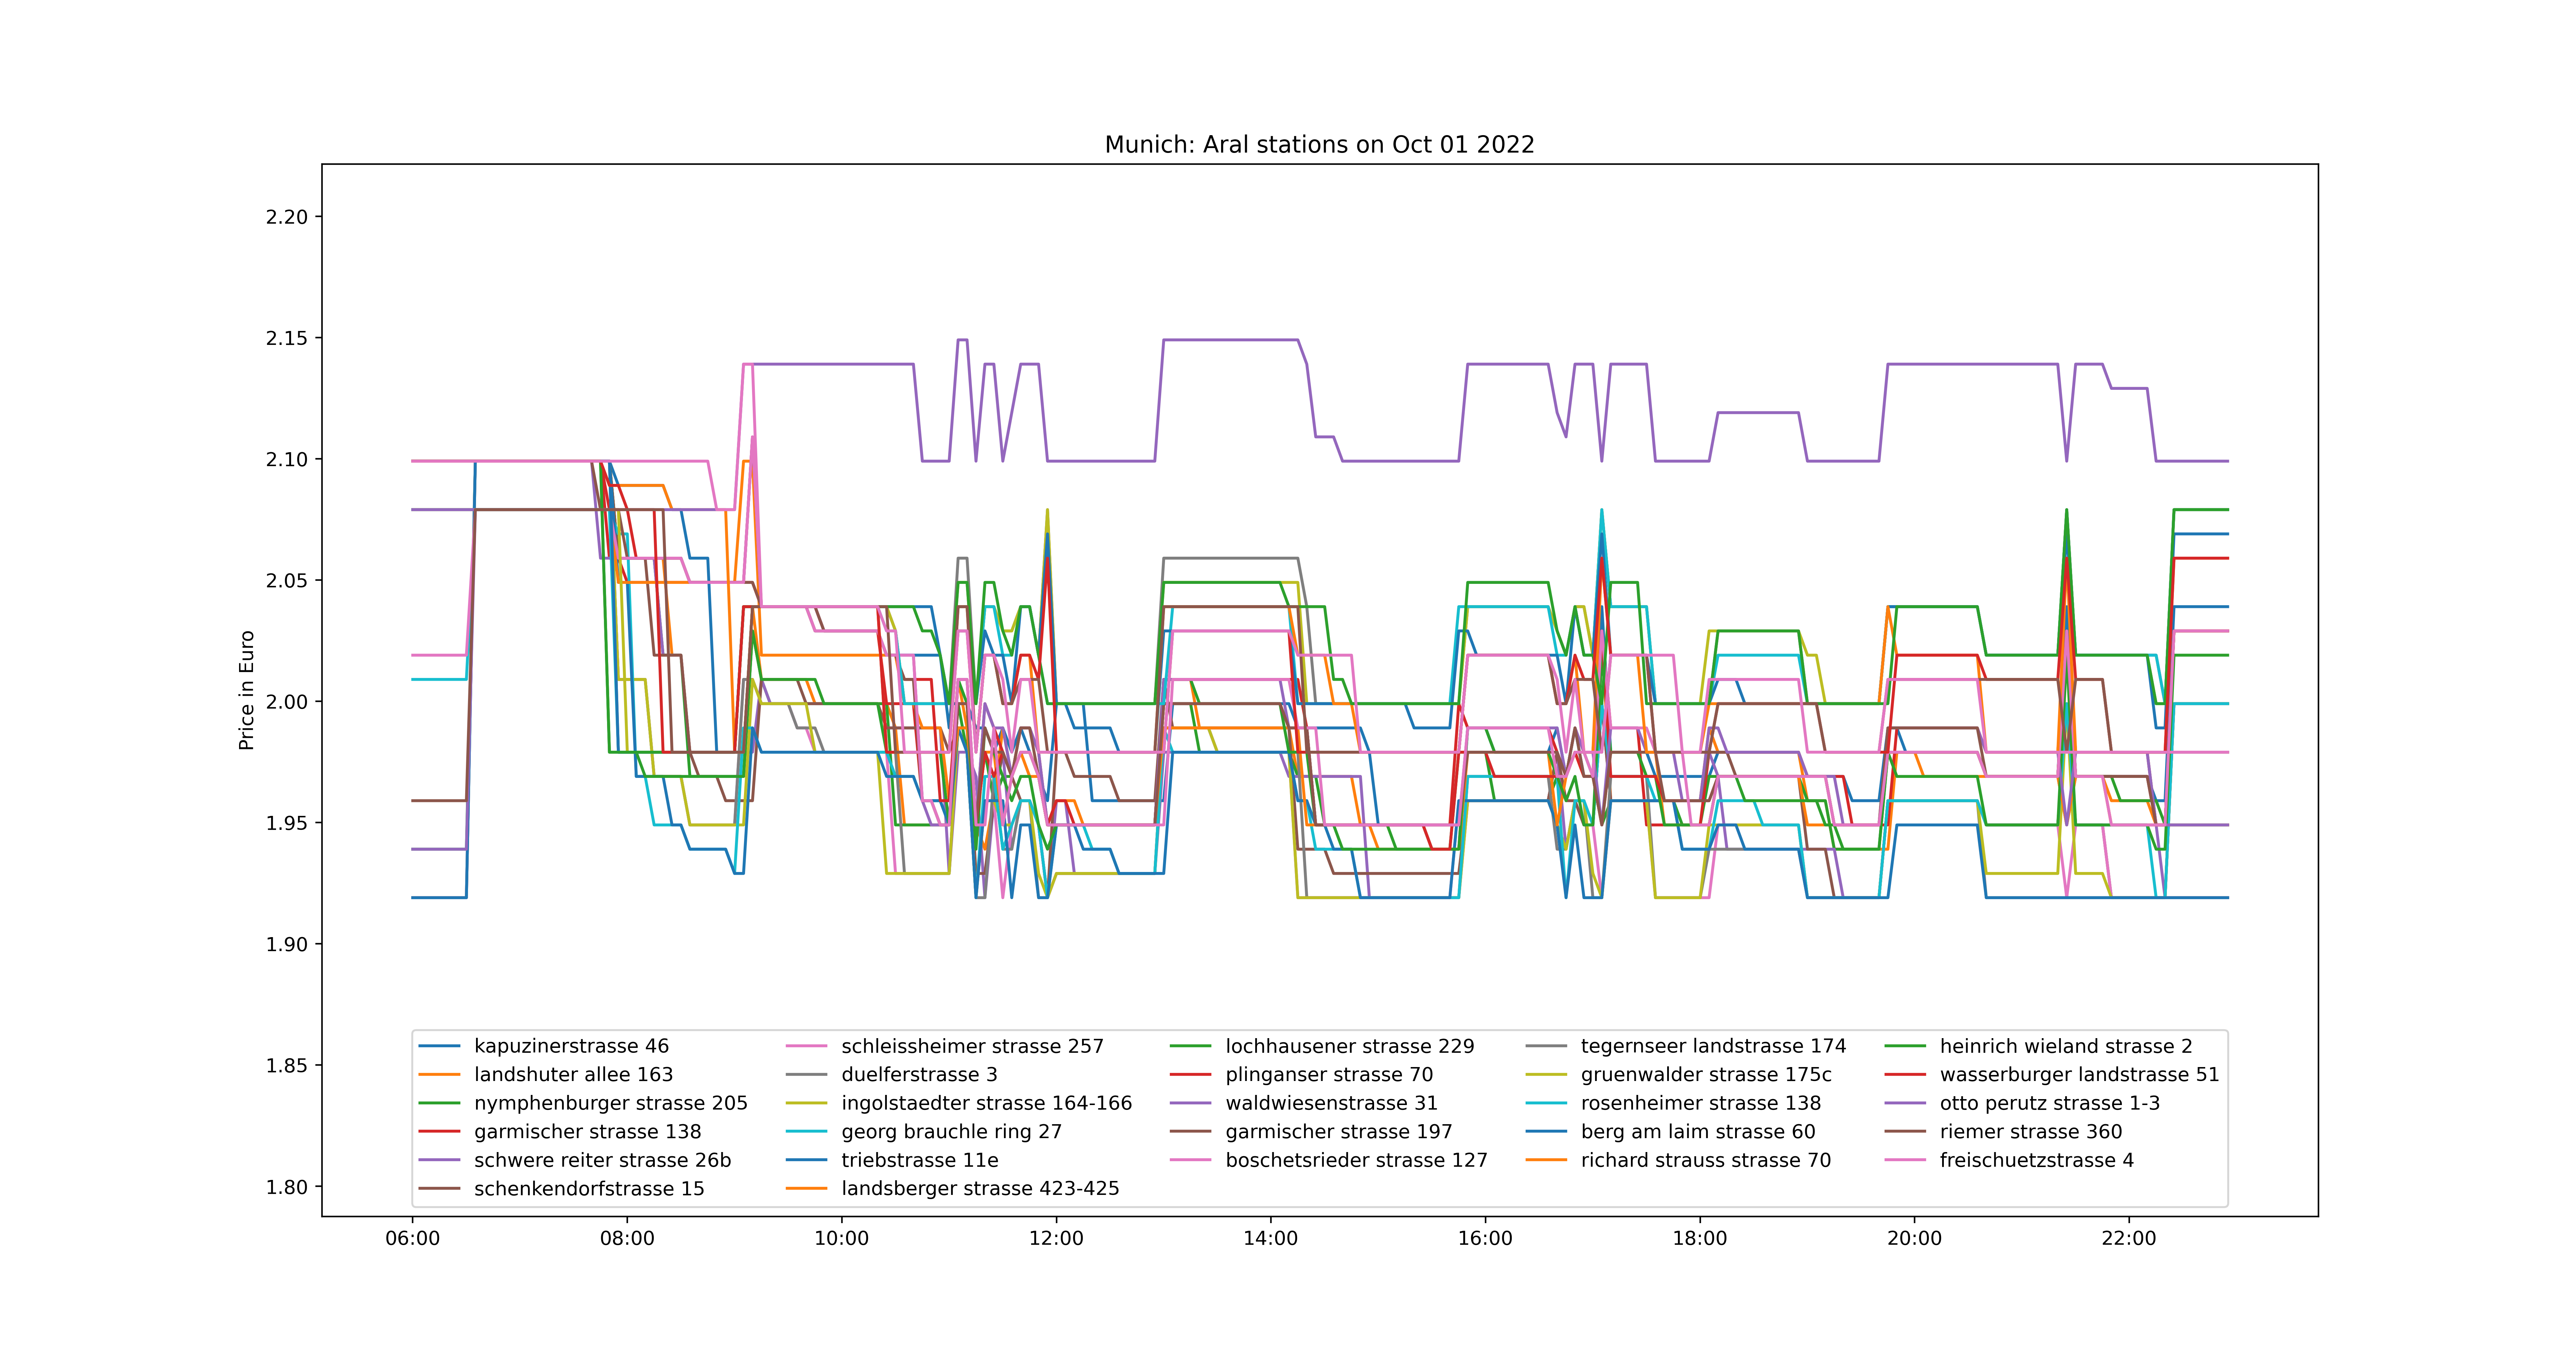 Munich: Aral stations on Oct 01 2022
Price in Euro
2.20
2.15
2.10
2.05
2.00
1.95
1.90
1.85
1.80
kapuzinerstrasse 46
landshuter allee 163
nymphenburger strasse 205
garmischer strasse 138
schwere reiter strasse 26b
schenkendorfstrasse 15
schleissheimer strasse 257
duelferstrasse 3
ingolstaedter strasse 164-166
georg brauchle ring 27
triebstrasse 11e
landsberger strasse 423-425
lochhausener strasse 229
plinganser strasse 70
waldwiesenstrasse 31
garmischer strasse 197
boschetsrieder strasse 127
tegernseer landstrasse 174
gruenwalder strasse 175c
rosenheimer strasse 138
berg am laim strasse 60
richard strauss strasse 70
heinrich wieland strasse 2
wasserburger landstrasse 51
otto perutz strasse 1-3
riemer strasse 360
freischuetzstrasse 4
06:00
08:00
10:00
12:00
14:00
16:00
18:00
20:00
22:00